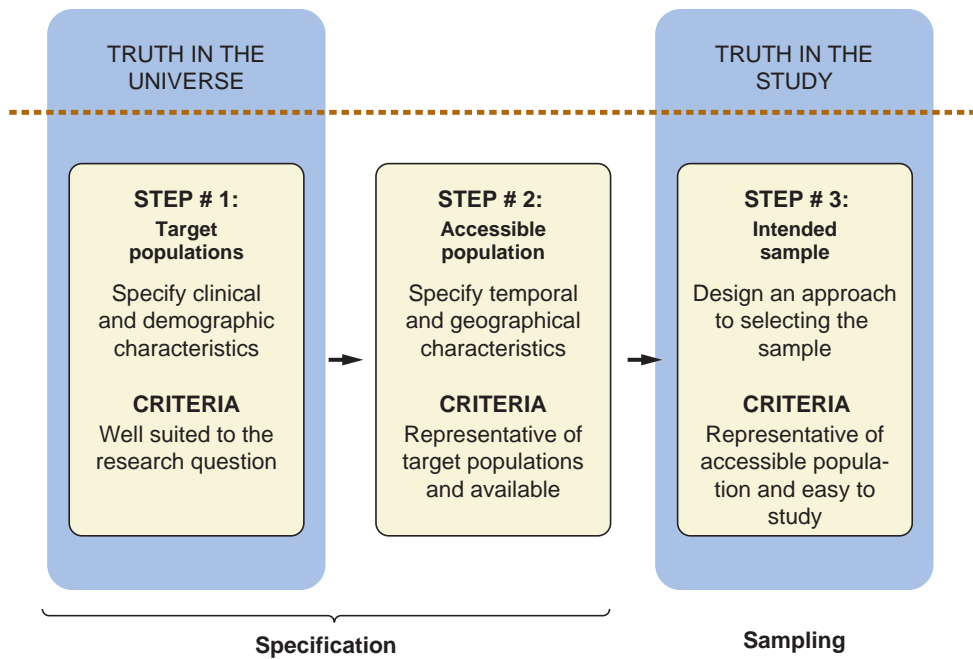 TRUTH IN THE
UNIVERSE
TRUTH IN THE
STUDY
STEP # 1:
Target
populations
Specify clinical
and demographic
characteristics
CRITERIA
Well suited to the
research question
STEP # 2:
Accessible
population
Specify temporal
and geographical
characteristics
CRITERIA
Representative of
target populations
and available
STEP # 3:
Intended
sample
Design an approach
to selecting the
sample
CRITERIA
Representative of
accessible popula-
tion and easy to
study
Specification
Sampling